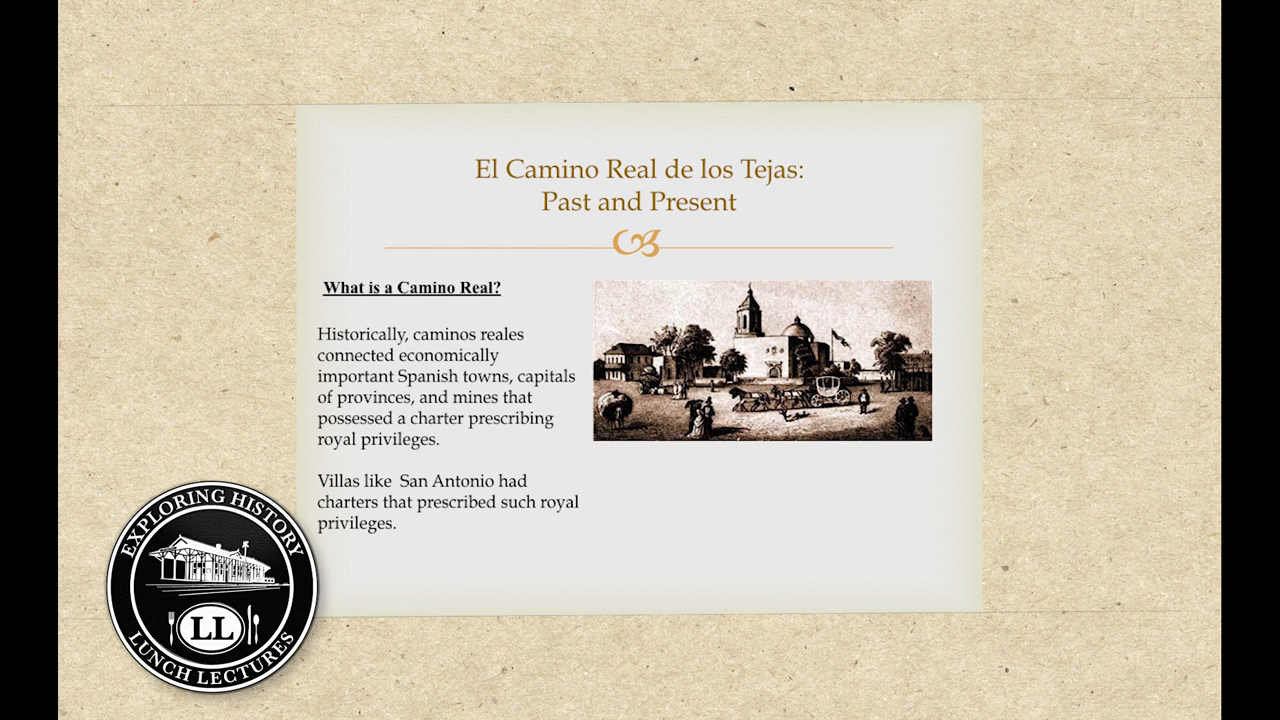 El Camino Real de los Tejas:
Past and Present
What is a Camino Real?
Historically, caminos reales
connected economically
important Spanish towns, capitals
of provinces, and mines that
possessed a charter prescribing
royal privileges.
Villas like  San Antonio had
charters that prescribed such royal
privileges.
EXPLORING HISTORY
LL
LUNCH LECTURES